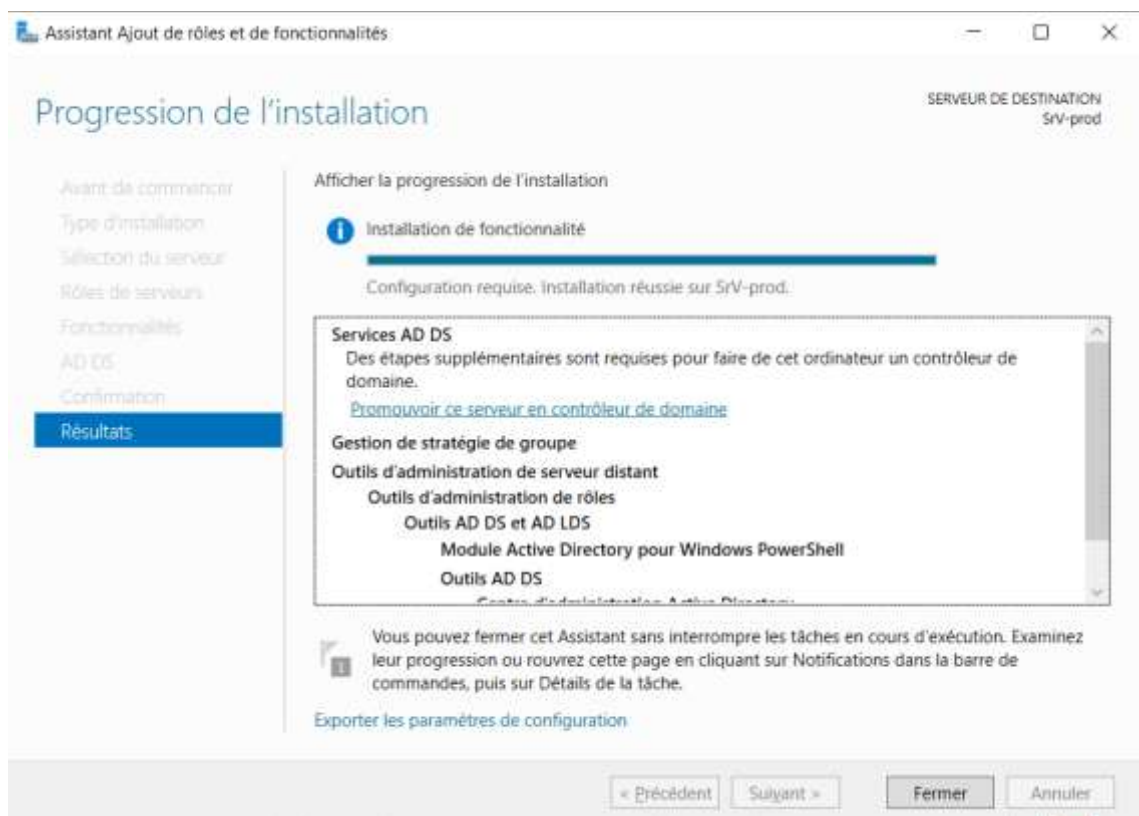 Assistant Ajout de rôles et de fonctionnalités
Progression de l'installation
SERVEUR DE DESTINATION
SrV-prod
Avant de commencer
Type d'installation
Sélection du serveur
Rôles de serveurs
Fonctionnalités
AD DS
Confirmation
Résultats
Afficher la progression de l'installation
Installation de fonctionnalité
Configuration requise. Installation réussie sur SrV-prod.
Services AD DS
Des étapes supplémentaires sont requises pour faire de cet ordinateur un contrôleur de
domaine.
Promouvoir ce serveur en contrôleur de domaine
Gestion de stratégie de groupe
Outils d'administration de serveur distant
Outils d'administration de rôles
Outils AD DS et AD LDS
Module Active Directory pour Windows PowerShell
Outils AD DS
Centre d'administration Active Directory
1
Vous pouvez fermer cet Assistant sans interrompre les tâches en cours d'exécution. Examinez
leur progression ou rouvrez cette page en cliquant sur Notifications dans la barre de
commandes, puis sur Détails de la tâche.
Exporter les paramètres de configuration
< Précédent
Suivant >
Fermer
Annuler